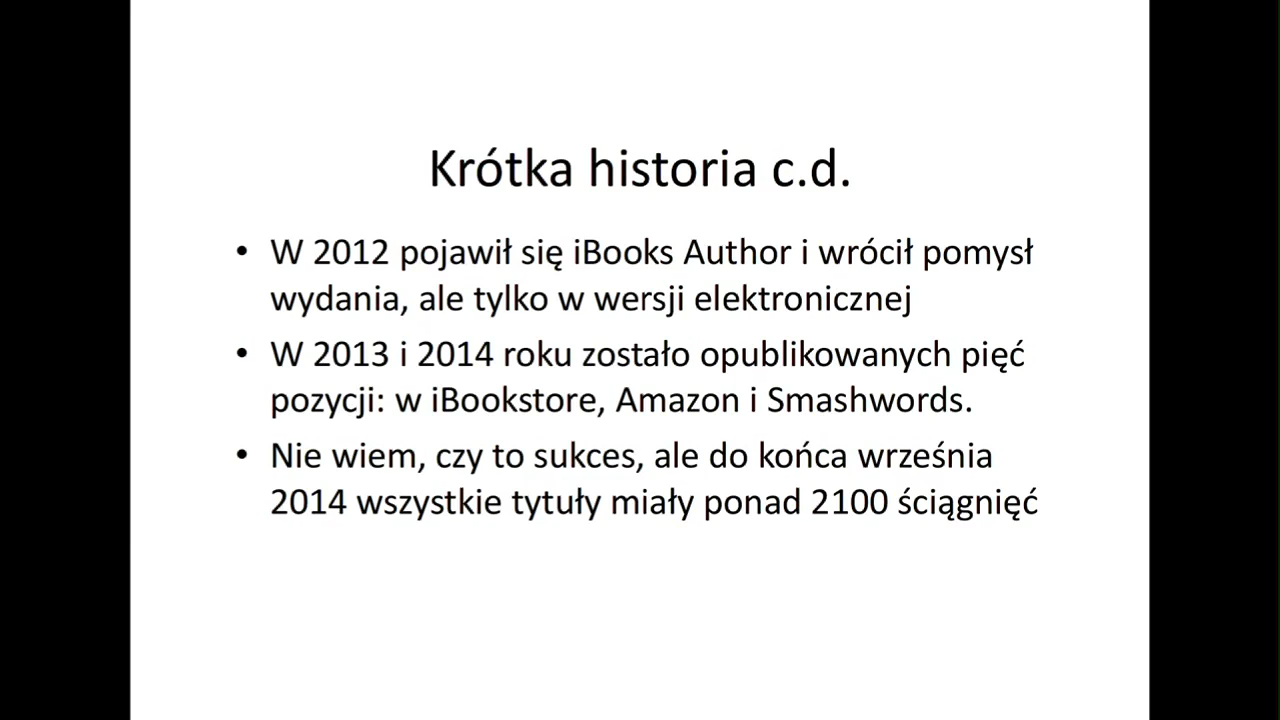 Krótka historia c.d.
• W 2012 pojawił się iBooks Author i wrócił pomysł
wydania, ale tylko w wersji elektronicznej
• W 2013 i 2014 roku zostało opublikowanych pięć
pozycji: w iBookstore, Amazon i Smashwords.
• Nie wiem, czy to sukces, ale do końca września
2014 wszystkie tytuły miały ponad 2100 ściągnięć